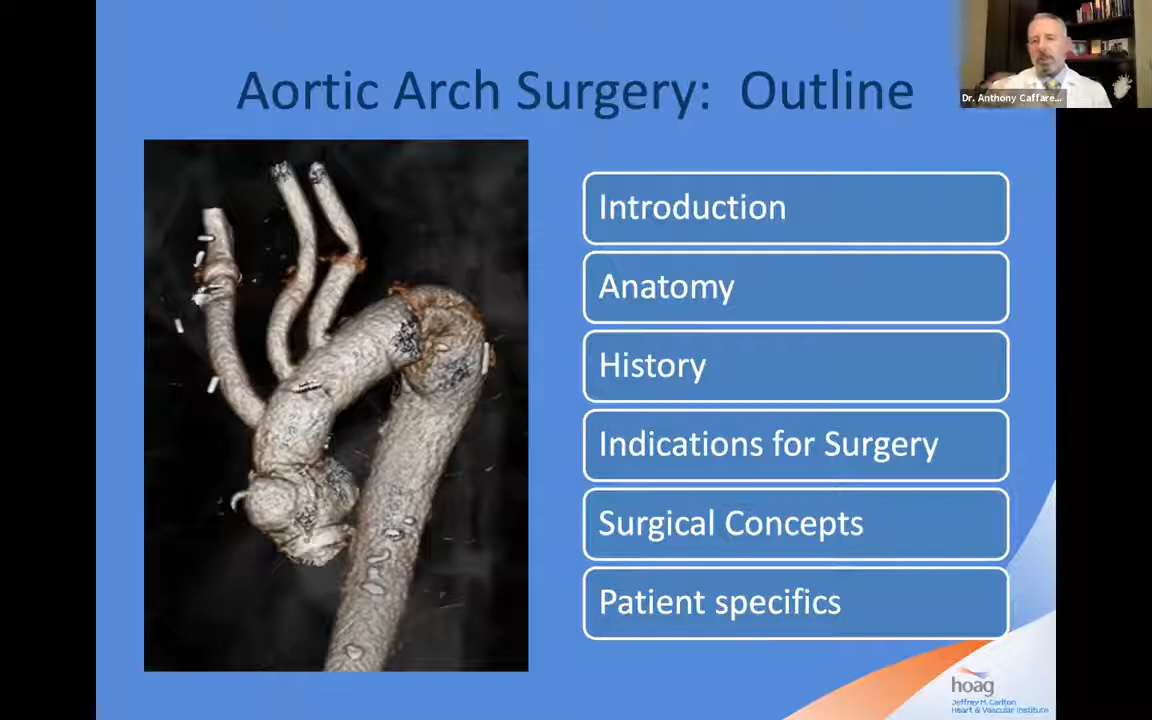 Aortic Arch Surgery: Outline
Dr. Anthony Caffare...
Introduction
Anatomy
History
Indications for Surgery
Surgical Concepts
Patient specifics
hoag
Jeffrey M. Carlton
Heart & Vascular Institute